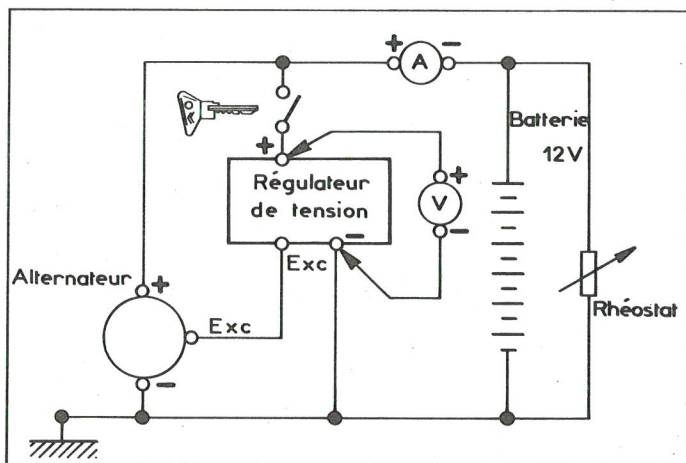 + A −
Batterie
12V
+
Régulateur
de tension
−
+
V
−
Exc
Alternateur
+
Exc
−
Rhéostat